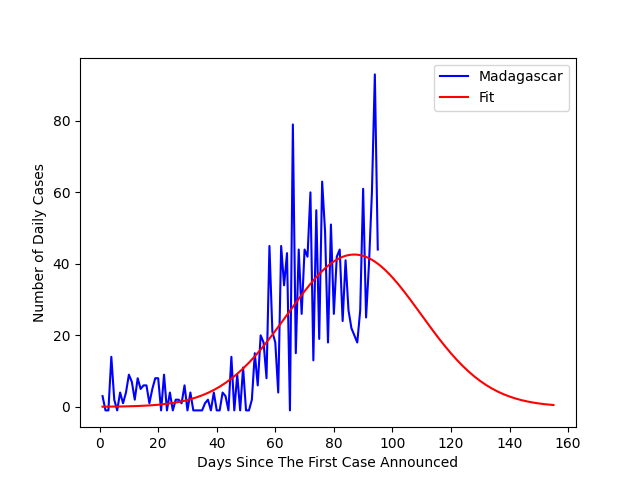 Madagascar
Fit
80
60
40
20
0
Number of Daily Cases
0 20 40 60 80 100 120 140 160
Days Since The First Case Announced